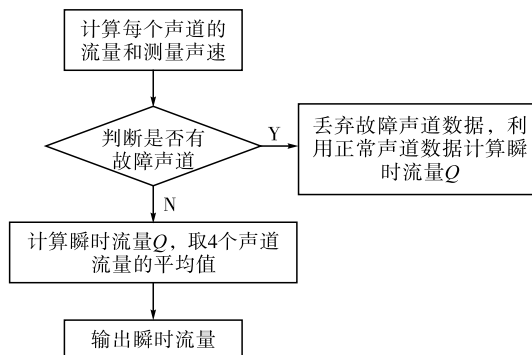 计算每个声道的
流量和测量声速
判断是否有
故障声道
Y
丢弃故障声道数据，利
用正常声道数据计算瞬
时流量Q
N
计算瞬时流量Q，取4个声道
流量的平均值
输出瞬时流量